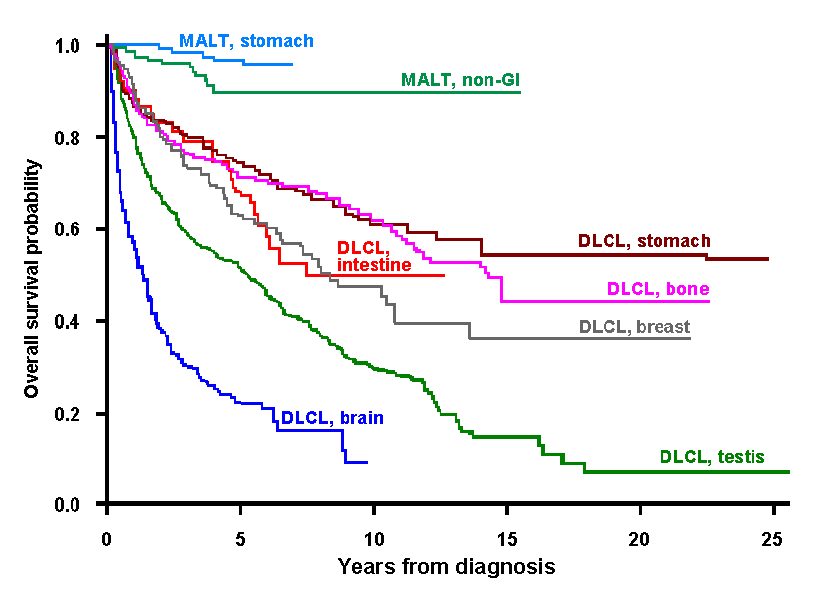 MALT, stomach
MALT, non-GI
DLCL, stomach
DLCL,
intestine
DLCL, bone
DLCL, breast
DLCL, brain
DLCL, testis
Overall survival probability
1.0
0.8
0.6
0.4
0.2
0.0
0 5 10 15 20 25
Years from diagnosis